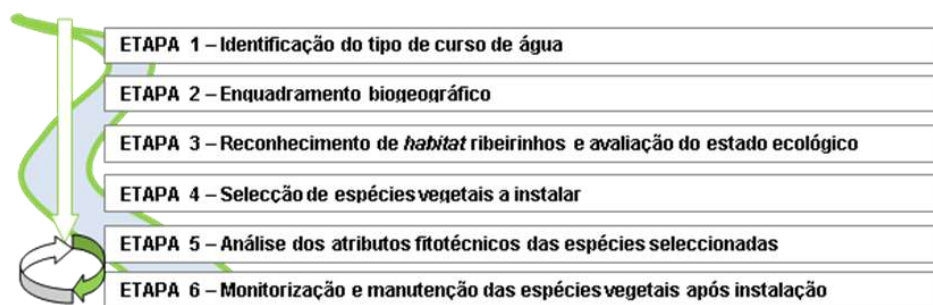 ETAPA 1 – Identificação do tipo de curso de água
ETAPA 2 – Enquadramento biogeográfico
ETAPA 3 – Reconhecimento de habitat ribeirinhos e avaliação do estado ecológico
ETAPA 4 – Selecção de espécies vegetais a instalar
ETAPA 5 – Análise dos atributos fitotécnicos das espécies seleccionadas
ETAPA 6 – Monitorização e manutenção das espécies vegetais após instalação